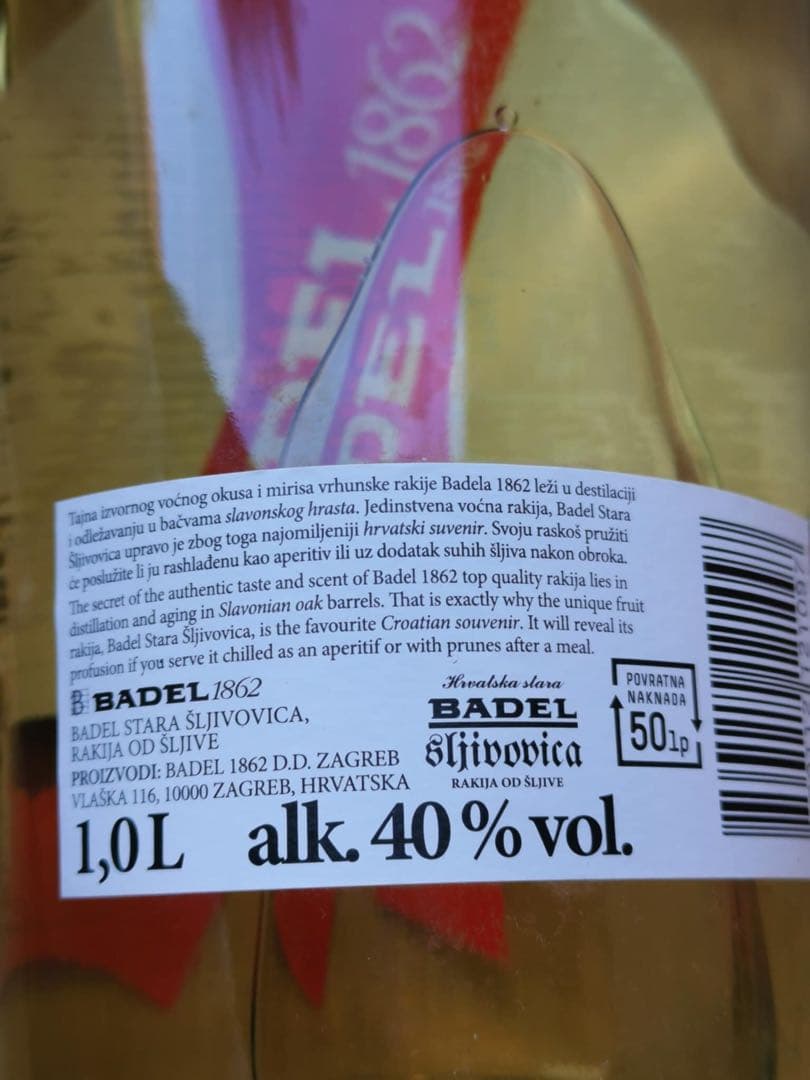 BADEL 1862
DEL 1862
Tajna izvornog voćnog okusa i mirisa vrhunske rakije Badela 1862 leži u destilaciji
i odležavanju u bačvama slavonskog hrasta. Jedinstvena voćna rakija, Badel Stara
Šljivovica upravo je zbog toga najomiljeniji hrvatski suvenir. Svoju raskoš pružiti
će poslužite li ju rashlađenu kao aperitiv ili uz dodatak suhih šljiva nakon obroka.
The secret of the authentic taste and scent of Badel 1862 top quality rakija lies in
distillation and aging in Slavonian oak barrels. That is exactly why the unique fruit
rakija, Badel Stara Šljivovica, is the favourite Croatian souvenir. It will reveal its
profusion if you serve it chilled as an aperitif or with prunes after a meal.
B BADEL 1862
BADEL STARA ŠLJIVOVICA,
RAKIJA OD ŠLJIVE
PROIZVODI: BADEL 1862 D.D. ZAGREB
VLAŠKA 116, 10000 ZAGREB, HRVATSKA
Hrvatska stara
BADEL
šljivovica
RAKIJA OD ŠLJIVE
POVRATNA
NAKNADA
50lp
1,0 L alk. 40 % vol.